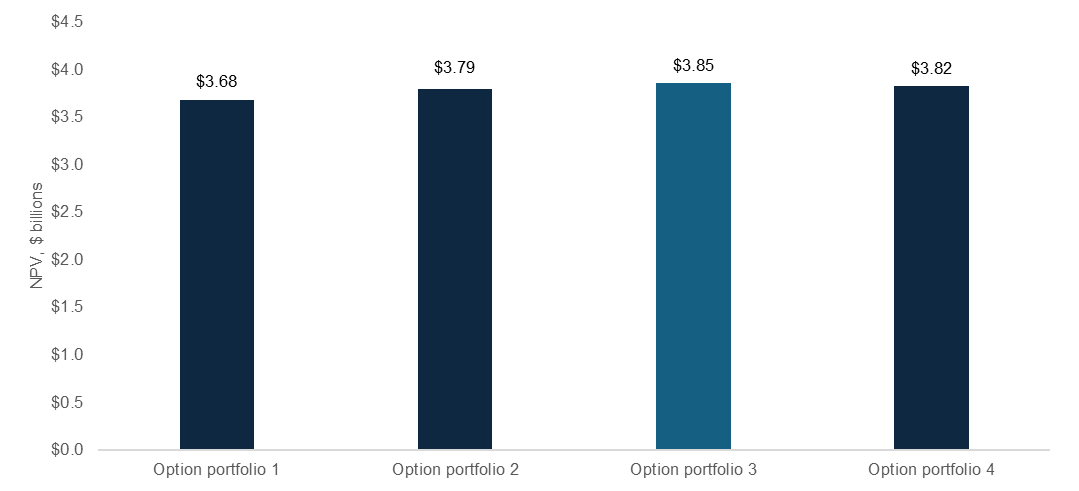 $4.5
$4.0
$3.5
$3.0
$2.5
$2.0
$1.5
$1.0
$0.5
$0.0
NPV, $ billions
$3.68
$3.79
$3.85
$3.82
Option portfolio 1
Option portfolio 2
Option portfolio 3
Option portfolio 4